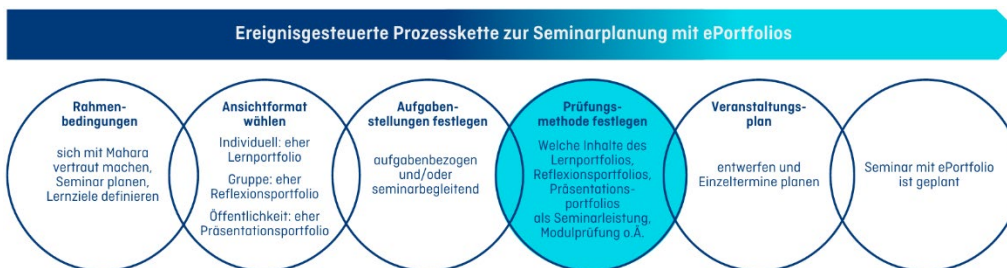 Ereignisgesteuerte Prozesskette zur Seminarplanung mit ePortfolios
Rahmen-
bedingungen
sich mit Mahara
vertraut machen,
Seminar planen,
Lernziele definieren
Ansichtformat
wählen
Individuell: eher
Lernportfolio
Gruppe: eher
Reflexionsportfolio
Öffentlichkeit: eher
Präsentationsportfolio
Aufgaben-
stellungen festlegen
aufgabenbezogen
und/oder
seminarbegleitend
Prüfungs-
methode festlegen
Welche Inhalte des
Lernportfolios,
Reflexionsportfolios,
Präsentations-
portfolios
als Seminarleistung,
Modulprüfung o.Ä.
Veranstaltungs-
plan
entwerfen und
Einzeltermine planen
Seminar mit ePortfolio
ist geplant